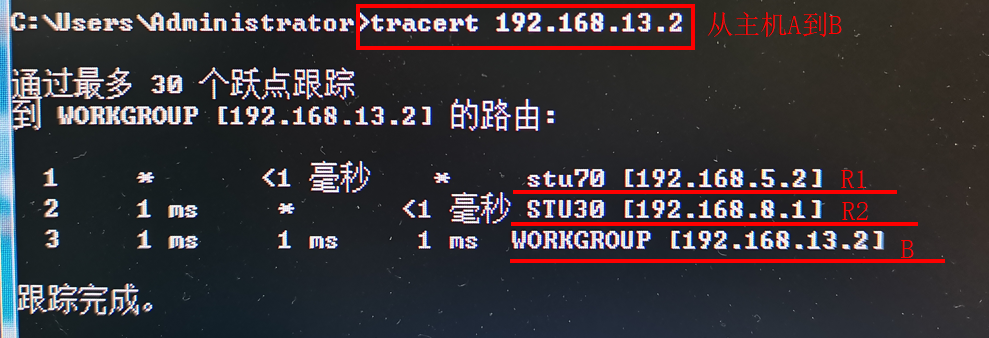 C:\Users\Administrator>tracert 192.168.13.2 从主机A到B
通过最多 30 个跃点跟踪
到 WORKGROUP [192.168.13.2] 的路由:
1 * <1 毫秒 * stu70 [192.168.5.2] R1
2 1 ms * <1 毫秒 STU30 [192.168.8.1] R2
3 1 ms 1 ms 1 ms WORKGROUP [192.168.13.2] B
跟踪完成。